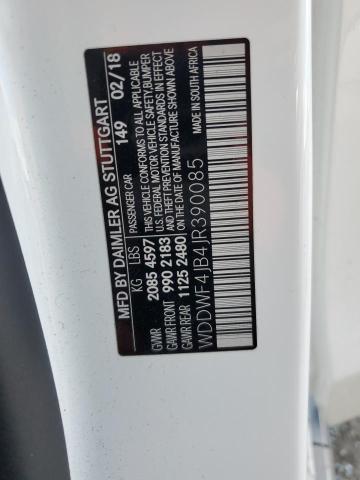 MFD BY DAIMLER AG STUTTGART
149 02/18
KG LBS PASSENGER CAR
GVWR 2085 4597 THIS VEHICLE CONFORMS TO ALL APPLICABLE
U.S. FEDERAL MOTOR VEHICLE SAFETY, BUMPER
GAWR FRONT 990 2183 AND THEFT PREVENTION STANDARDS IN EFFECT
GAWR REAR 1125 2480 ON THE DATE OF MANUFACTURE SHOWN ABOVE
WDDWF4JB4JR390085 MADE IN SOUTH AFRICA